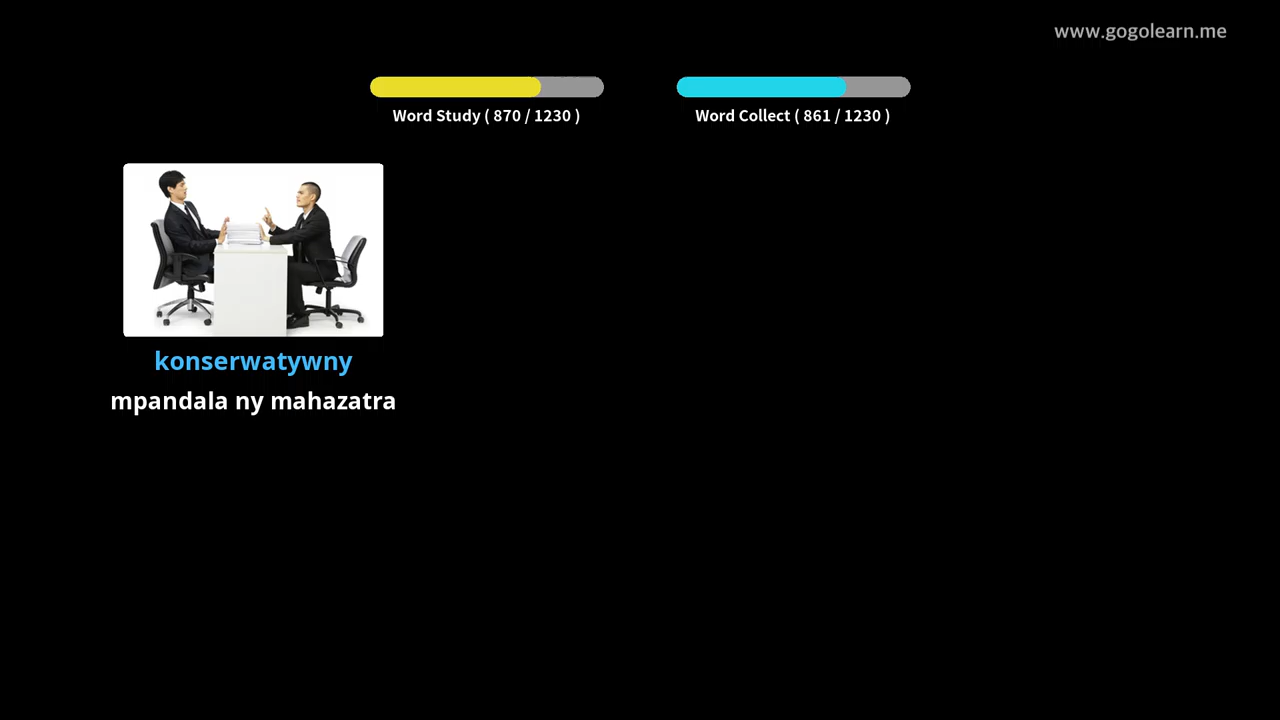 www.gogolearn.me
Word Study ( 870 / 1230 )
Word Collect ( 861 / 1230 )
konserwatywny
mpandala ny mahazatra